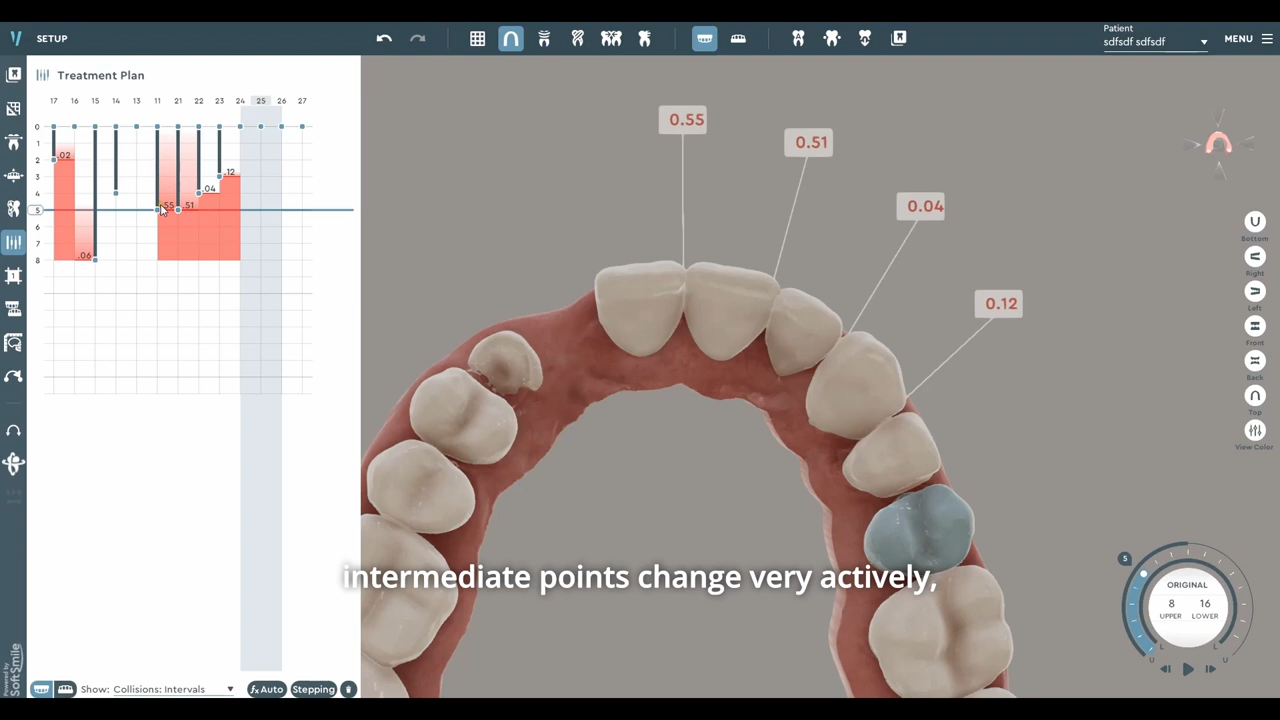 SETUP
Patient
sdfsdf sdfsdf
MENU
Treatment Plan
17 16 15 14 13 11 21 22 23 24 25 26 27
0
1
2
3
4
5
6
7
8
.02
.06
.55
.51
.04
.12
0.55
0.51
0.04
0.12
Bottom
Right
Left
Front
Back
Top
View Color
intermediate points change very actively,
S
ORIGINAL
8 16
UPPER LOWER
L L
U U
Powered by
SoftSmile
Show: Collisions: Intervals
fx Auto
Stepping